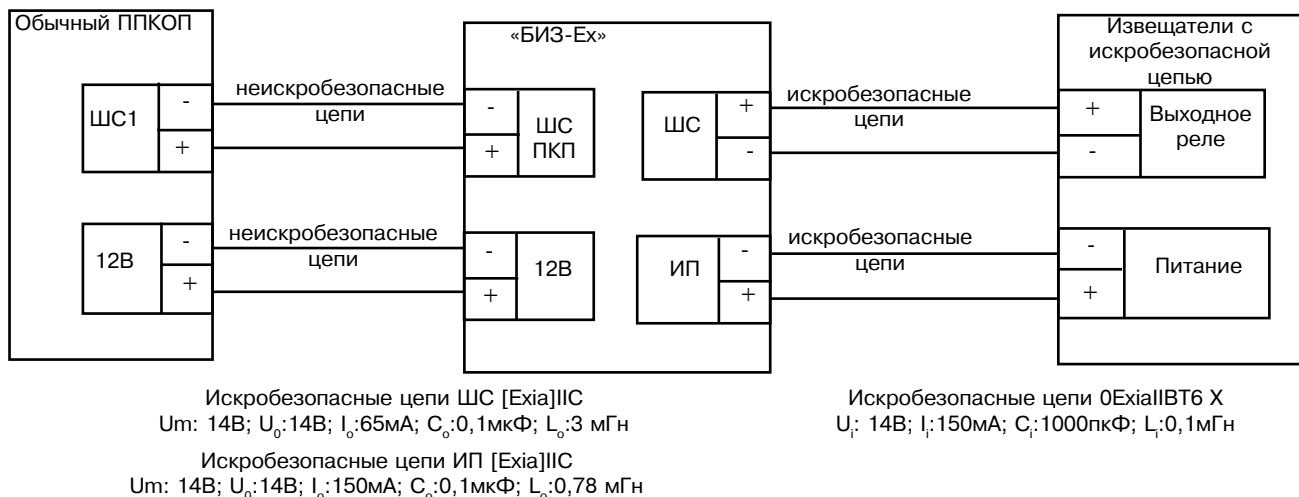 Обычный ППКОП
«БИЗ-Ех»
Извещатели с
искробезопасной
цепью
ШС1
-
+
неискробезопасные
цепи
-
+
ШС
ПКП
ШС
+
-
искробезопасные
цепи
+
-
Выходное
реле
12В
-
+
неискробезопасные
цепи
-
+
12В
ИП
-
+
искробезопасные
цепи
-
+
Питание
Искробезопасные цепи ШС [Exia]IIC
Um: 14В; U₀:14В; Iₒ:65мА; Cₒ:0,1мкФ; Lₒ:3 мГн
Искробезопасные цепи ИП [Exia]IIC
Um: 14В; U₀:14В; Iₒ:150мА; Cₒ:0,1мкФ; Lₒ:0,78 мГн
Искробезопасные цепи 0ExiaIIBT6 X
Uᵢ: 14В; Iᵢ:150мА; Cᵢ:1000пкФ; Lᵢ:0,1мГн